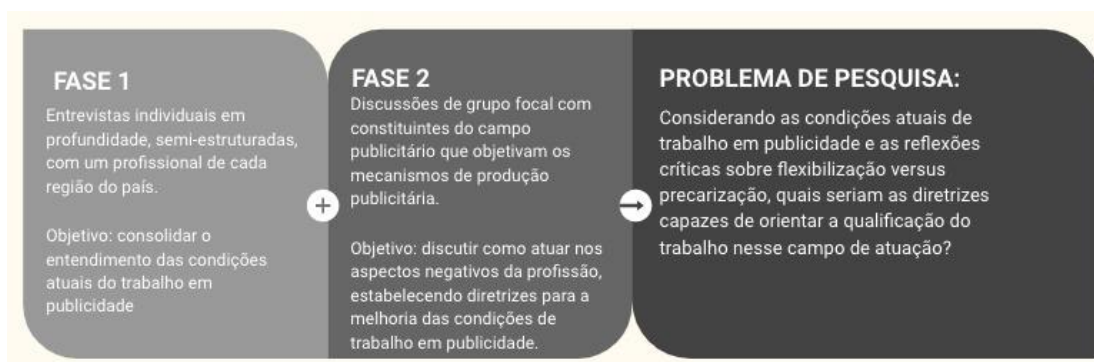 FASE 1
Entrevistas individuais em
profundidade, semi-estruturadas,
com um profissional de cada
região do país.
Objetivo: consolidar o
entendimento das condições
atuais do trabalho em
publicidade
+
FASE 2
Discussões de grupo focal com
constituintes do campo
publicitário que objetivam os
mecanismos de produção
publicitária.
Objetivo: discutir como atuar nos
aspectos negativos da profissão,
estabelecendo diretrizes para a
melhoria das condições de
trabalho em publicidade.
PROBLEMA DE PESQUISA:
Considerando as condições atuais de
trabalho em publicidade e as reflexões
críticas sobre flexibilização versus
precarização, quais seriam as diretrizes
capazes de orientar a qualificação do
trabalho nesse campo de atuação?